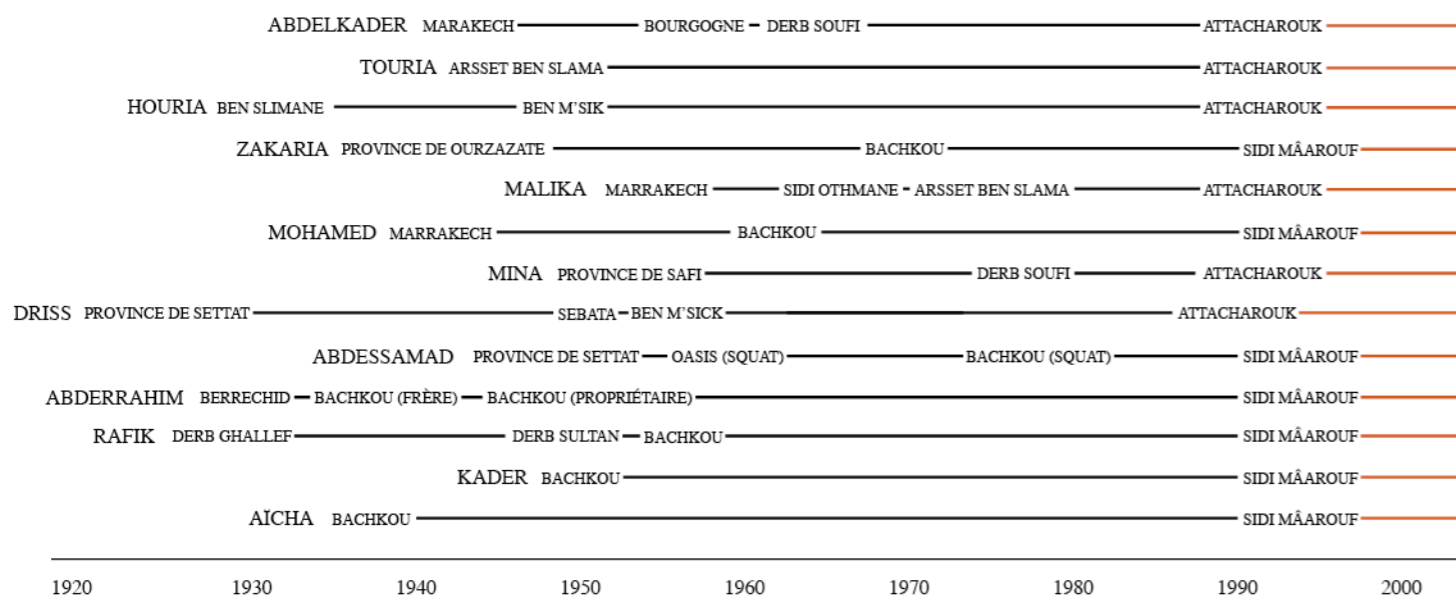 ABDELKADER MARAKECH BOURGOGNE DERB SOUFI ATTACHAROUK
TOURIA ARSSET BEN SLAMA ATTACHAROUK
HOURIA BEN SLIMANE BEN M'SIK ATTACHAROUK
ZAKARIA PROVINCE DE OURZAZATE BACHKOU SIDI MÂAROUF
MALIKA MARRAKECH SIDI OTHMANE ARSSET BEN SLAMA ATTACHAROUK
MOHAMED MARRAKECH BACHKOU SIDI MÂAROUF
MINA PROVINCE DE SAFI DERB SOUFI ATTACHAROUK
DRISS PROVINCE DE SETTAT SEBATA BEN M'SICK ATTACHAROUK
ABDESSAMAD PROVINCE DE SETTAT OASIS (SQUAT) BACHKOU (SQUAT) SIDI MÂAROUF
ABDERRAHIM BERRECHID BACHKOU (FRÈRE) BACHKOU (PROPRIÉTAIRE) SIDI MÂAROUF
RAFIK DERB GHALLEF DERB SULTAN BACHKOU SIDI MÂAROUF
KADER BACHKOU SIDI MÂAROUF
AÏCHA BACHKOU SIDI MÂAROUF
1920 1930 1940 1950 1960 1970 1980 1990 2000